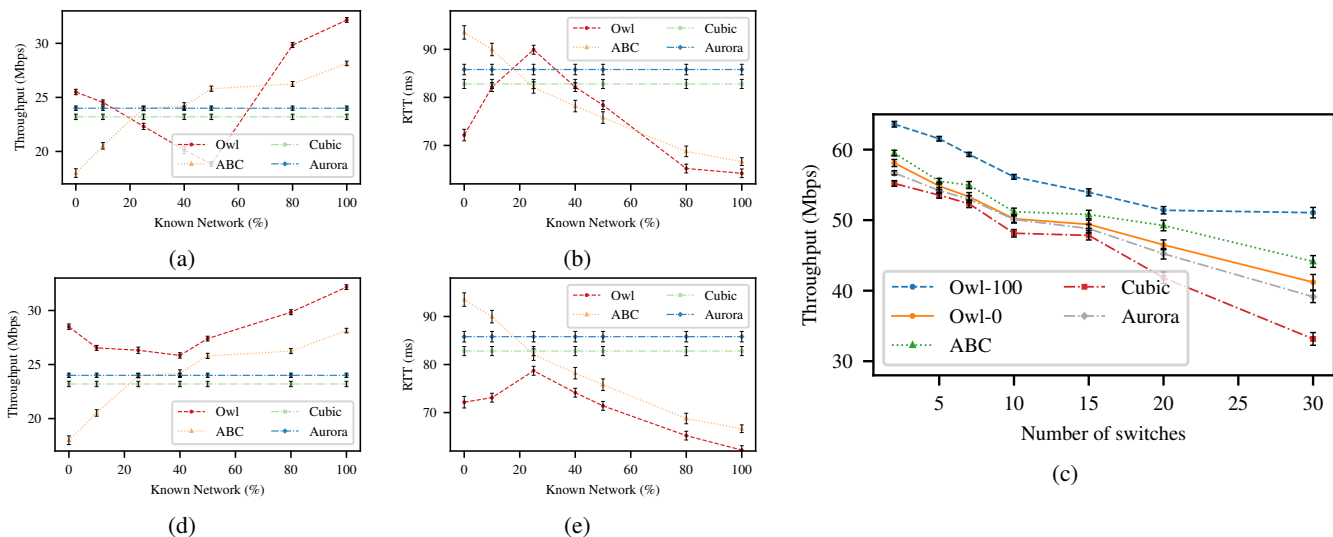 Throughput (Mbps)
30
25
20
Owl
ABC
Cubic
Aurora
0 20 40 60 80 100
Known Network (%)
(a)
RTT (ms)
90
80
70
Owl
ABC
Cubic
Aurora
0 20 40 60 80 100
Known Network (%)
(b)
Throughput (Mbps)
60
50
40
30
Owl-100
Owl-0
ABC
Cubic
Aurora
5 10 15 20 25 30
Number of switches
(c)
Throughput (Mbps)
30
25
20
Owl
ABC
Cubic
Aurora
0 20 40 60 80 100
Known Network (%)
(d)
RTT (ms)
90
80
70
Owl
ABC
Cubic
Aurora
0 20 40 60 80 100
Known Network (%)
(e)